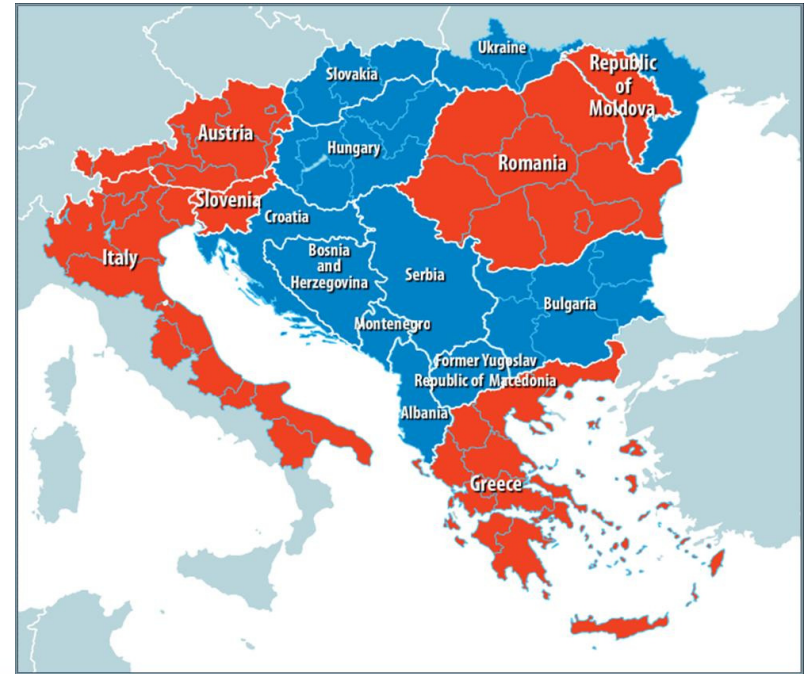 Ukraine
Slovakia
Republic
of
Moldova
Austria
Hungary
Romania
Slovenia
Croatia
Italy
Bosnia
and
Herzegovina
Serbia
Bulgaria
Montenegro
Former Yugoslav
Republic of Macedonia
Albania
Greece